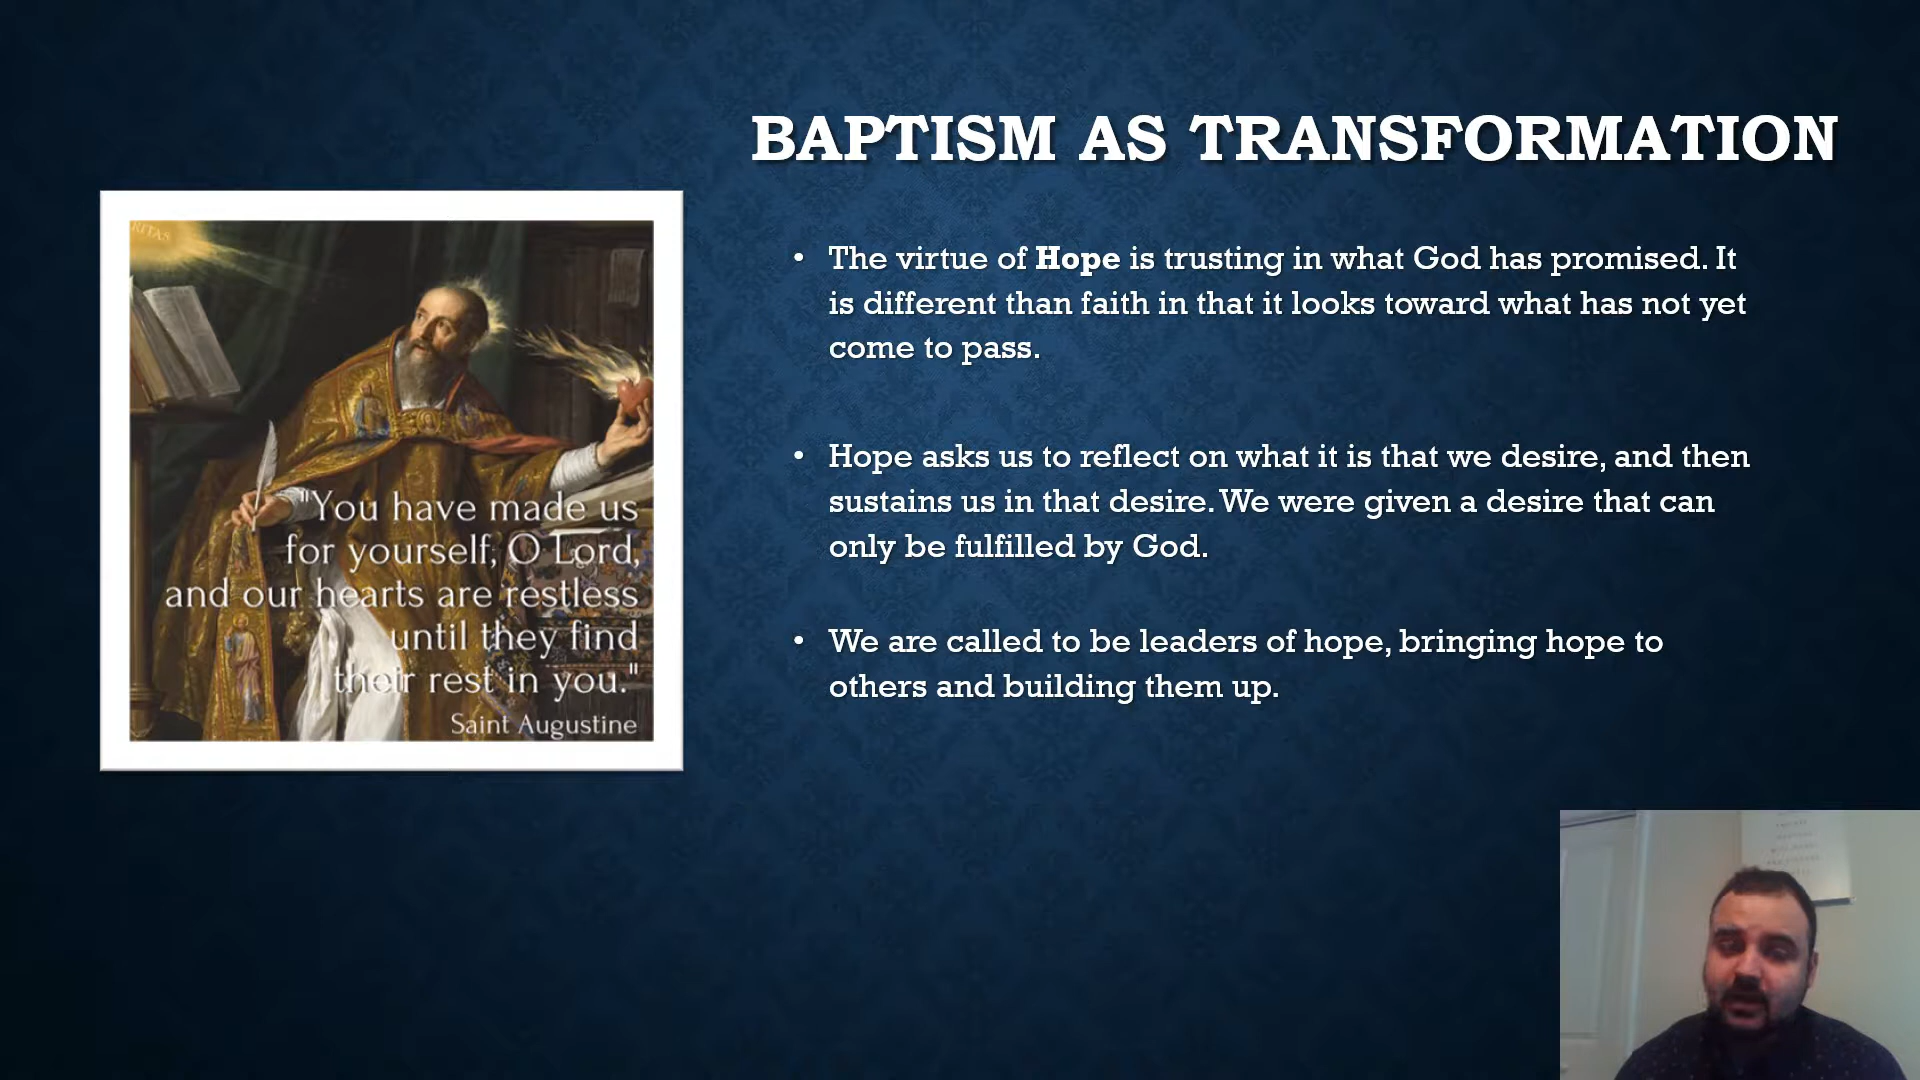 BAPTISM AS TRANSFORMATION
RITAS
"You have made us
for yourself, O Lord,
and our hearts are restless
until they find
their rest in you."
Saint Augustine
• The virtue of Hope is trusting in what God has promised. It
is different than faith in that it looks toward what has not yet
come to pass.
• Hope asks us to reflect on what it is that we desire, and then
sustains us in that desire. We were given a desire that can
only be fulfilled by God.
• We are called to be leaders of hope, bringing hope to
others and building them up.